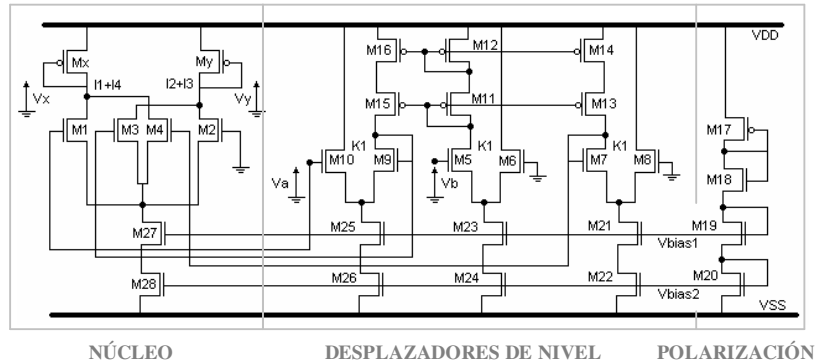 VDD
M16
M12
M14
Mx
My
I1+I4
I2+I3
Vx
Vy
M15
M11
M13
M17
M1
M3
M4
M2
K1
K1
K1
M10
M9
M5
M6
M7
M8
M18
Va
Vb
M27
M25
M23
M21
M19
Vbias1
M28
M26
M24
M22
M20
Vbias2
VSS
NÚCLEO
DESPLAZADORES DE NIVEL
POLARIZACIÓN